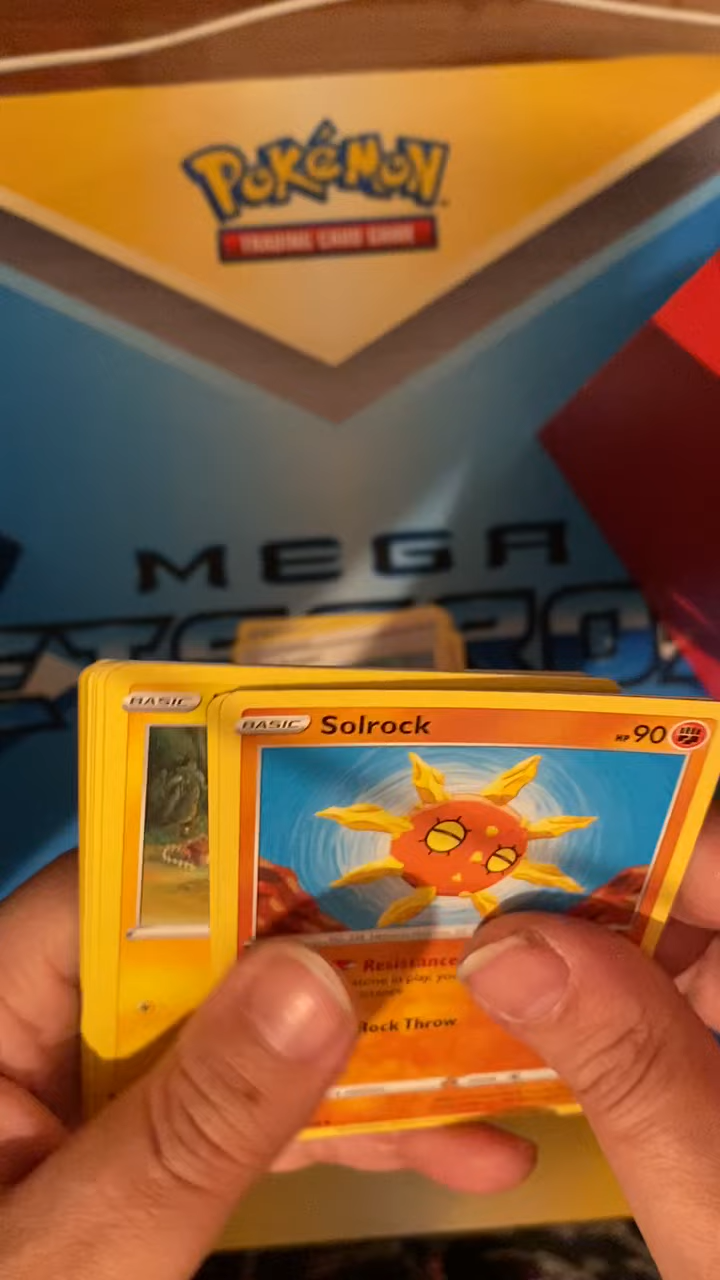 POKéMON
TRADING CARD GAME
MEGA
BASIC
BASIC Solrock HP 90
Resistance
Rock Throw